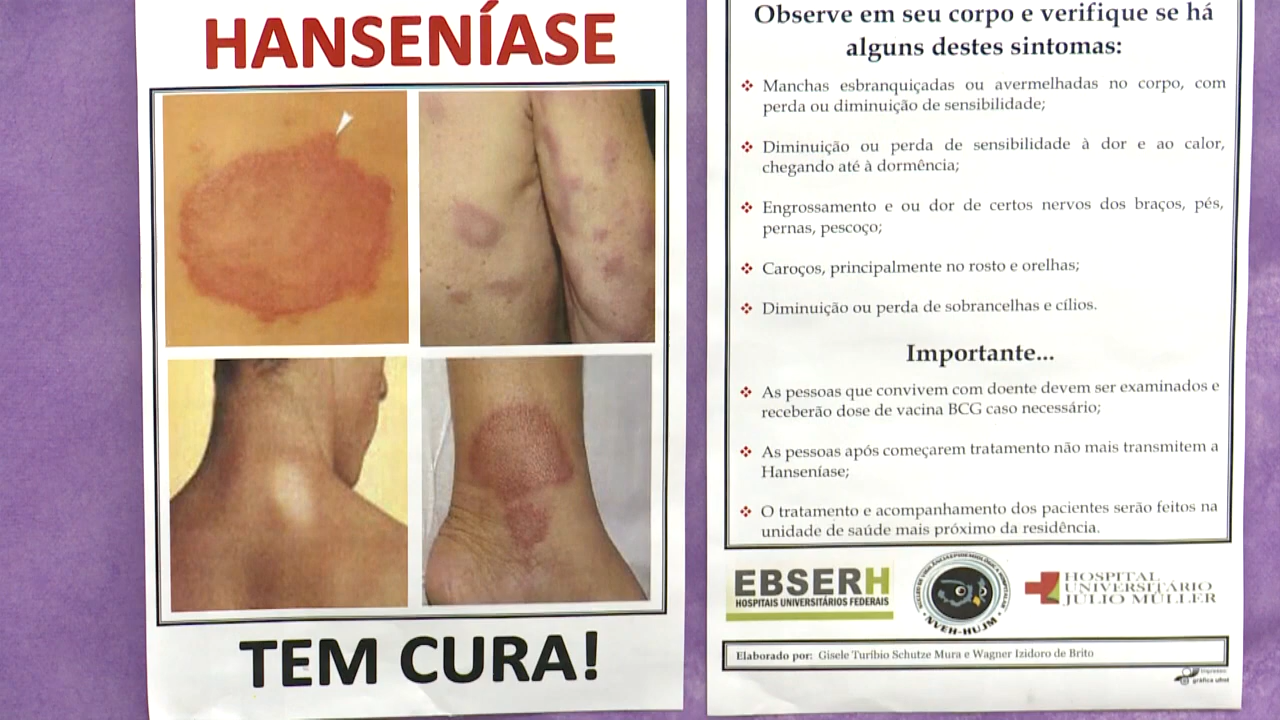 HANSENÍASE
TEM CURA!
Observe em seu corpo e verifique se há
alguns destes sintomas:
Manchas esbranquiçadas ou avermelhadas no corpo, com
perda ou diminuição de sensibilidade;
Diminuição ou perda de sensibilidade à dor e ao calor,
chegando até à dormência;
Engrossamento e ou dor de certos nervos dos braços, pés,
pernas, pescoço;
Caroços, principalmente no rosto e orelhas;
Diminuição ou perda de sobrancelhas e cílios.
Importante...
As pessoas que convivem com doente devem ser examinados e
receberão dose de vacina BCG caso necessário;
As pessoas após começarem tratamento não mais transmitem a
Hanseníase;
O tratamento e acompanhamento dos pacientes serão feitos na
unidade de saúde mais próximo da residência.
EBSERH
HOSPITAIS UNIVERSITÁRIOS FEDERAIS
NVEH-HUJM
HOSPITAL
UNIVERSITÁRIO
JÚLIO MÜLLER
Elaborado por: Gisele Turíbio Schutze Mura e Wagner Izidoro de Brito
gráfica ufmt